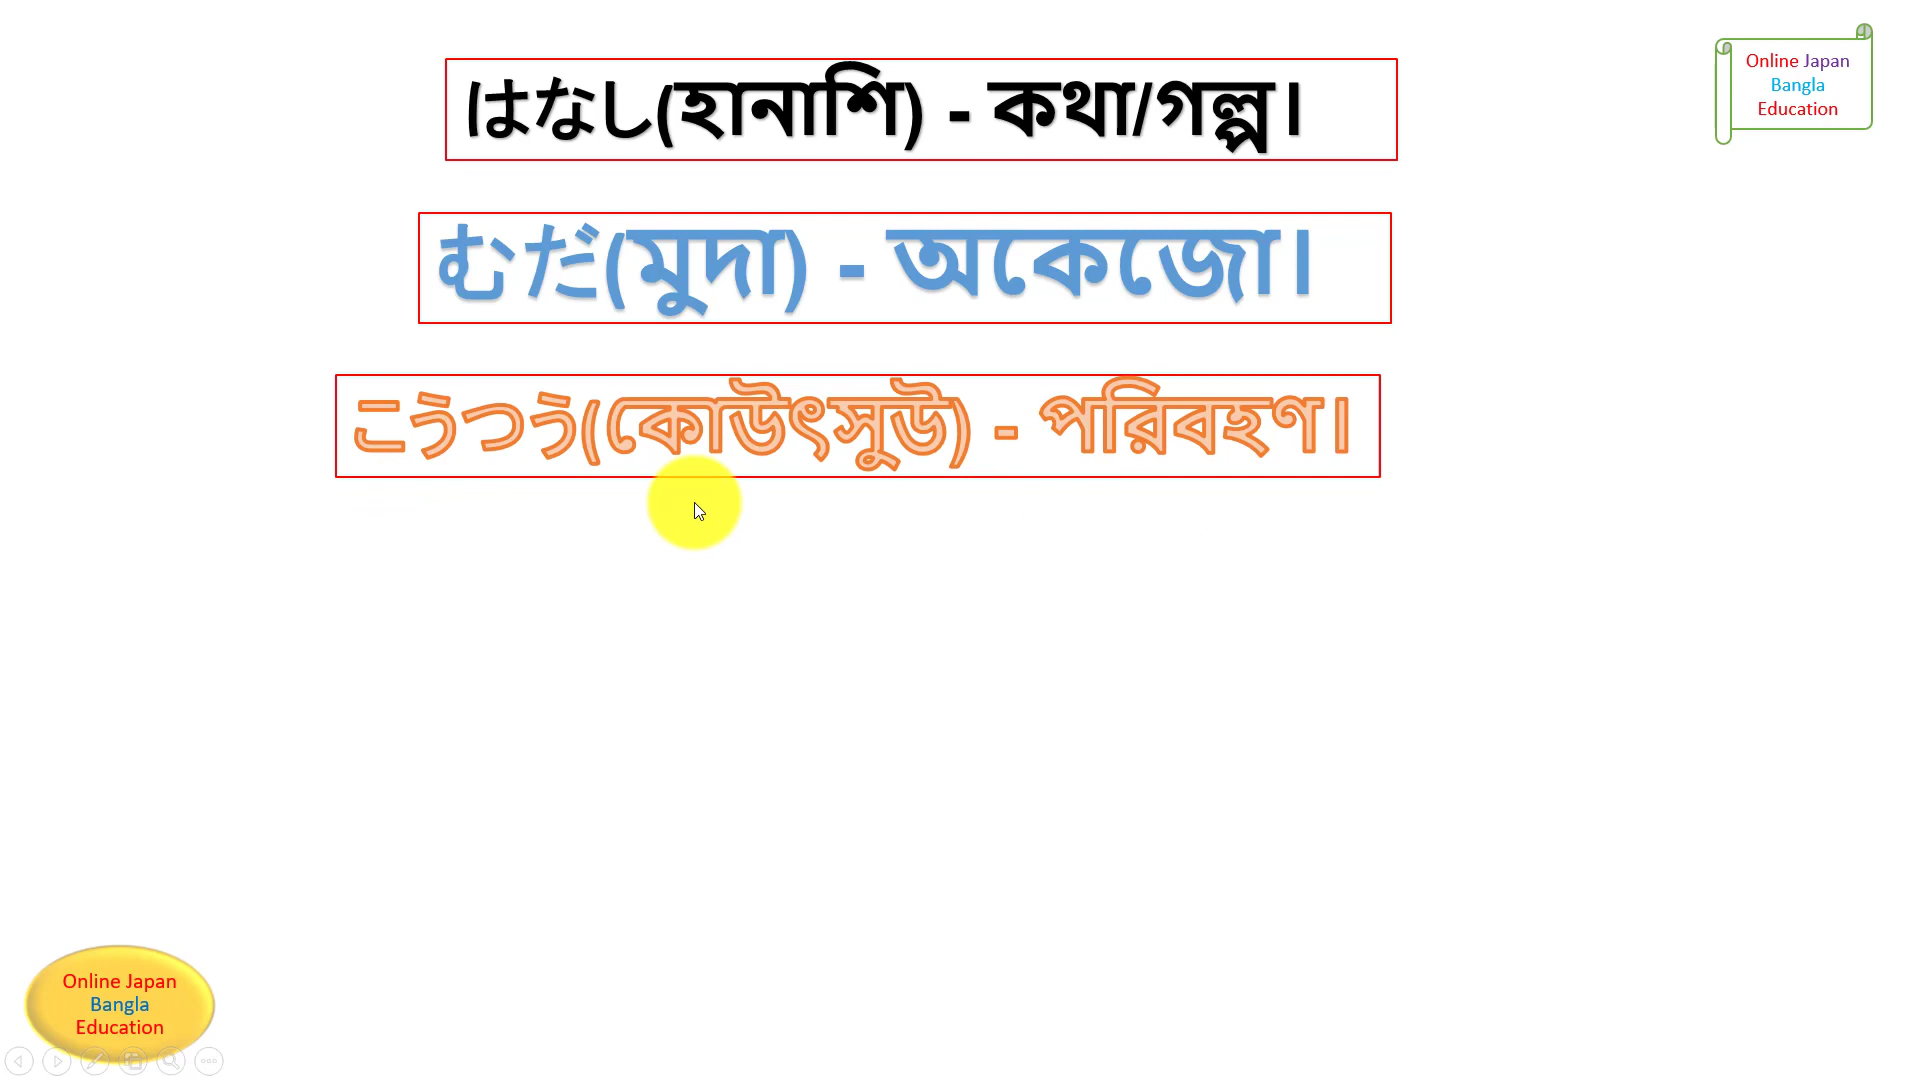 はなし(হানাশি) - কথা/গল্প।
むだ(মুদা) - অকেজো।
こうつう(কোউৎসুউ) - পরিবহণ।
Online Japan
Bangla
Education
Online Japan
Bangla
Education